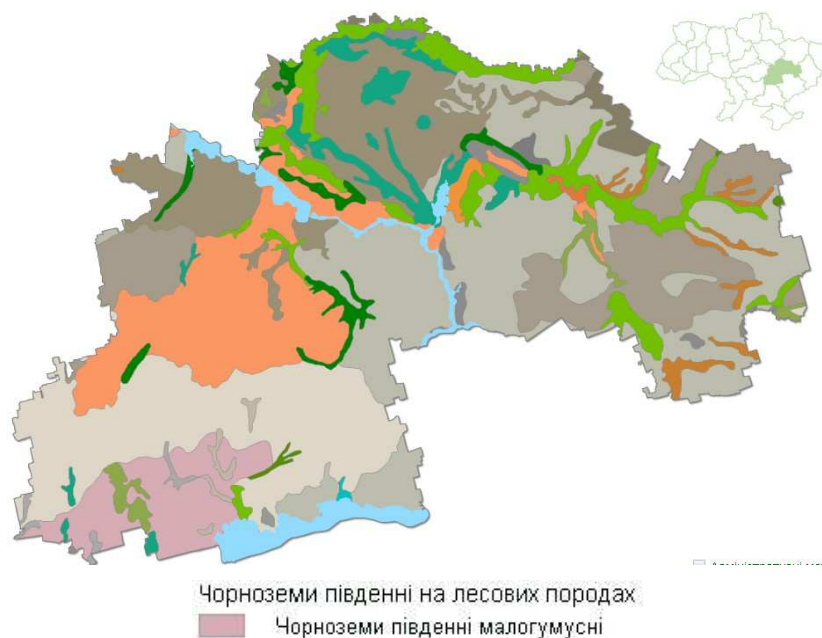 Чорноземи південні на лесових породах
Чорноземи південні малогумусні